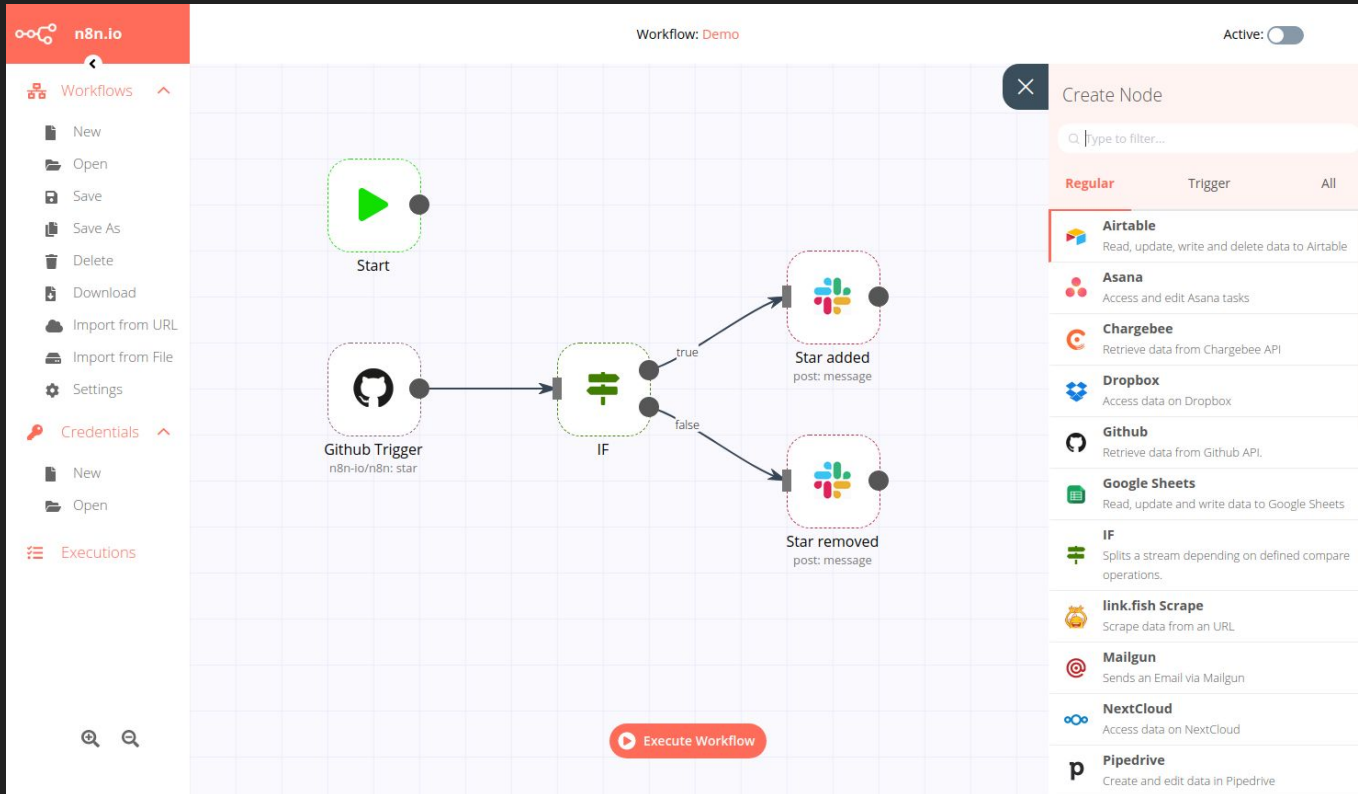 n8n.io
Workflow: Demo
Active:
Workflows
New
Open
Save
Save As
Delete
Download
Import from URL
Import from File
Settings
Credentials
New
Open
Executions
Start
Github Trigger
n8n-io/n8n: star
IF
true
false
Star added
post: message
Star removed
post: message
Execute Workflow
Create Node
Type to filter...
Regular Trigger All
Airtable
Read, update, write and delete data to Airtable
Asana
Access and edit Asana tasks
Chargebee
Retrieve data from Chargebee API
Dropbox
Access data on Dropbox
Github
Retrieve data from Github API.
Google Sheets
Read, update and write data to Google Sheets
IF
Splits a stream depending on defined compare
operations.
link.fish Scrape
Scrape data from an URL
Mailgun
Sends an Email via Mailgun
NextCloud
Access data on NextCloud
Pipedrive
Create and edit data in Pipedrive